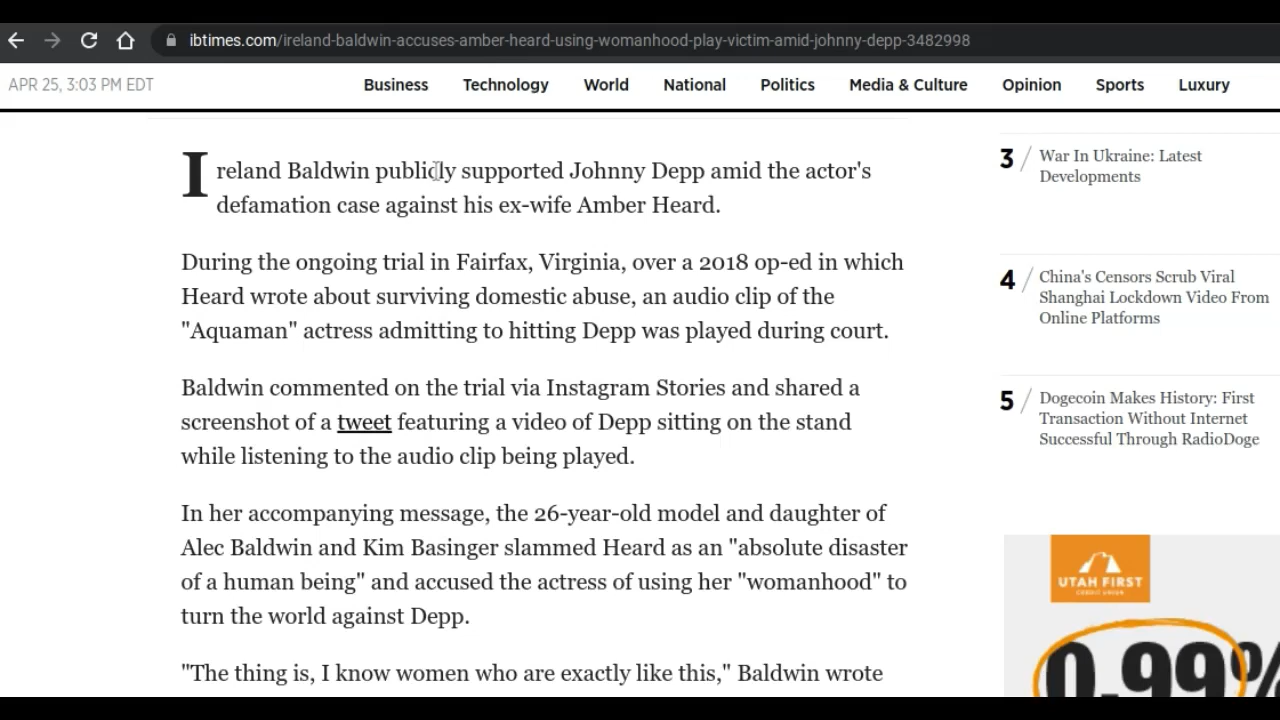 ibtimes.com/ireland-baldwin-accuses-amber-heard-using-womanhood-play-victim-amid-johnny-depp-3482998
APR 25, 3:03 PM EDT
Business Technology World National Politics Media & Culture Opinion Sports Luxury
Ireland Baldwin publicly supported Johnny Depp amid the actor's
defamation case against his ex-wife Amber Heard.
During the ongoing trial in Fairfax, Virginia, over a 2018 op-ed in which
Heard wrote about surviving domestic abuse, an audio clip of the
"Aquaman" actress admitting to hitting Depp was played during court.
Baldwin commented on the trial via Instagram Stories and shared a
screenshot of a tweet featuring a video of Depp sitting on the stand
while listening to the audio clip being played.
In her accompanying message, the 26-year-old model and daughter of
Alec Baldwin and Kim Basinger slammed Heard as an "absolute disaster
of a human being" and accused the actress of using her "womanhood" to
turn the world against Depp.
"The thing is, I know women who are exactly like this," Baldwin wrote
3 / War In Ukraine: Latest
Developments
4 / China's Censors Scrub Viral
Shanghai Lockdown Video From
Online Platforms
5 / Dogecoin Makes History: First
Transaction Without Internet
Successful Through RadioDoge
UTAH FIRST
CREDIT UNION
0.99%